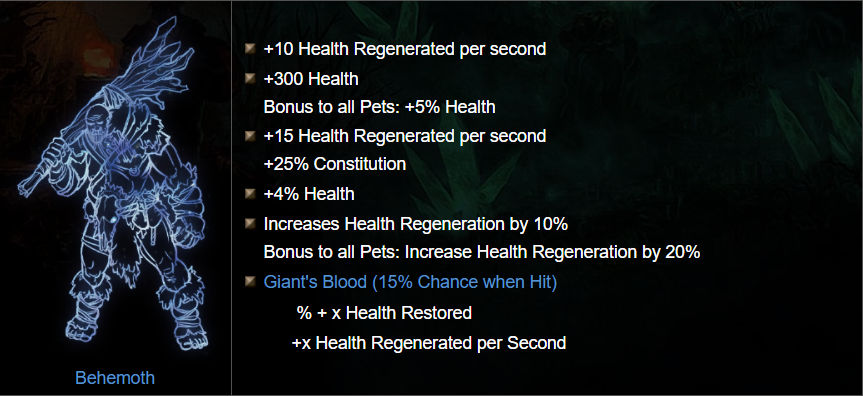 +10 Health Regenerated per second
+300 Health
Bonus to all Pets: +5% Health
+15 Health Regenerated per second
+25% Constitution
+4% Health
Increases Health Regeneration by 10%
Bonus to all Pets: Increase Health Regeneration by 20%
Giant's Blood (15% Chance when Hit)
% + x Health Restored
+x Health Regenerated per Second
Behemoth